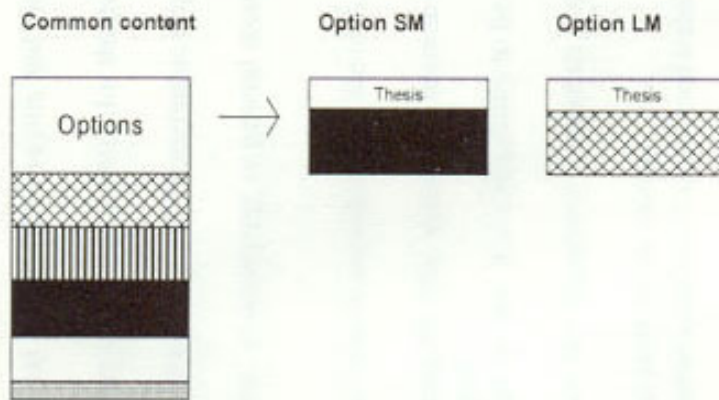 Common content
Option SM
Option LM
Options
Thesis
Thesis